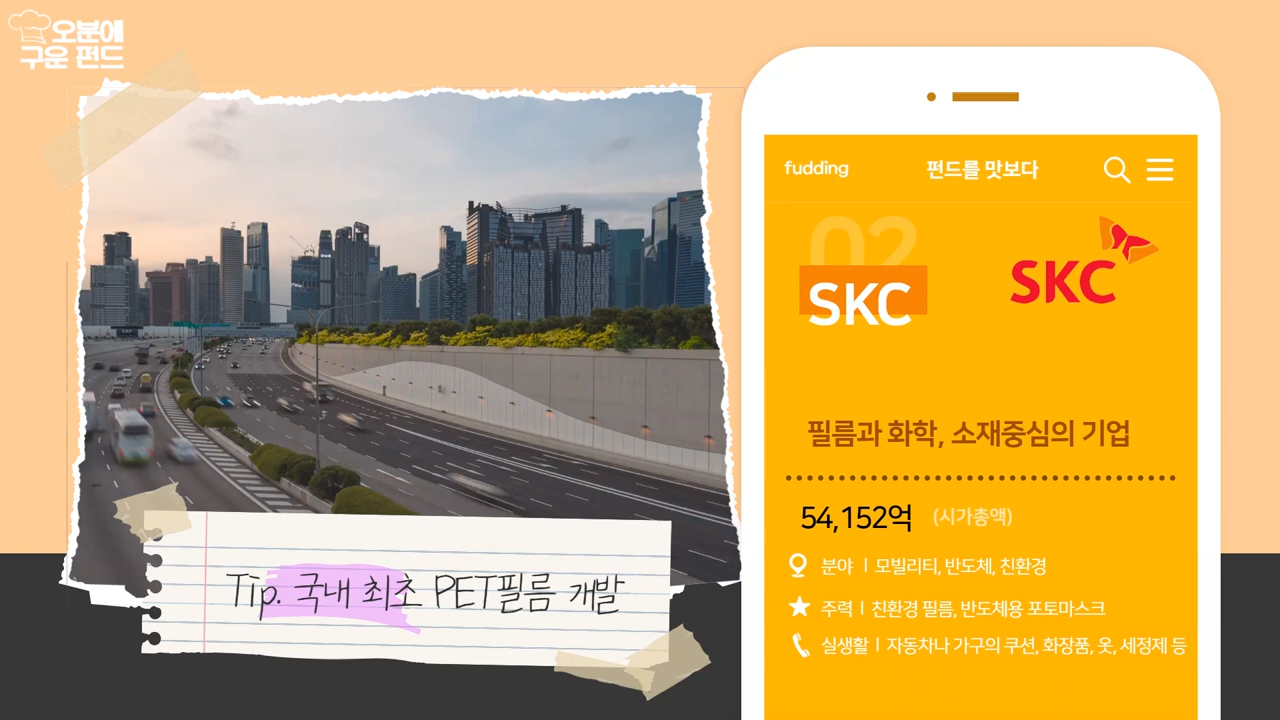 오분에
구운 펀드
fudding
펀드를 맛보다
02
SKC
SKC
필름과 화학, 소재중심의 기업
54,152억 (시가총액)
분야 | 모빌리티, 반도체, 친환경
주력 | 친환경 필름, 반도체용 포토마스크
실생활 | 자동차나 가구의 쿠션, 화장품, 옷, 세정제 등
Tip. 국내 최초 PET필름 개발